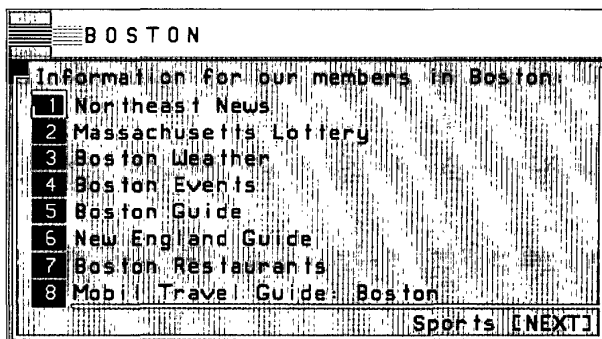 BOSTON
Information for our members in Boston:
1 Northeast News
2 Massachusetts Lottery
3 Boston Weather
4 Boston Events
5 Boston Guide
6 New England Guide
7 Boston Restaurants
8 Mobil Travel Guide: Boston
Sports [NEXT]